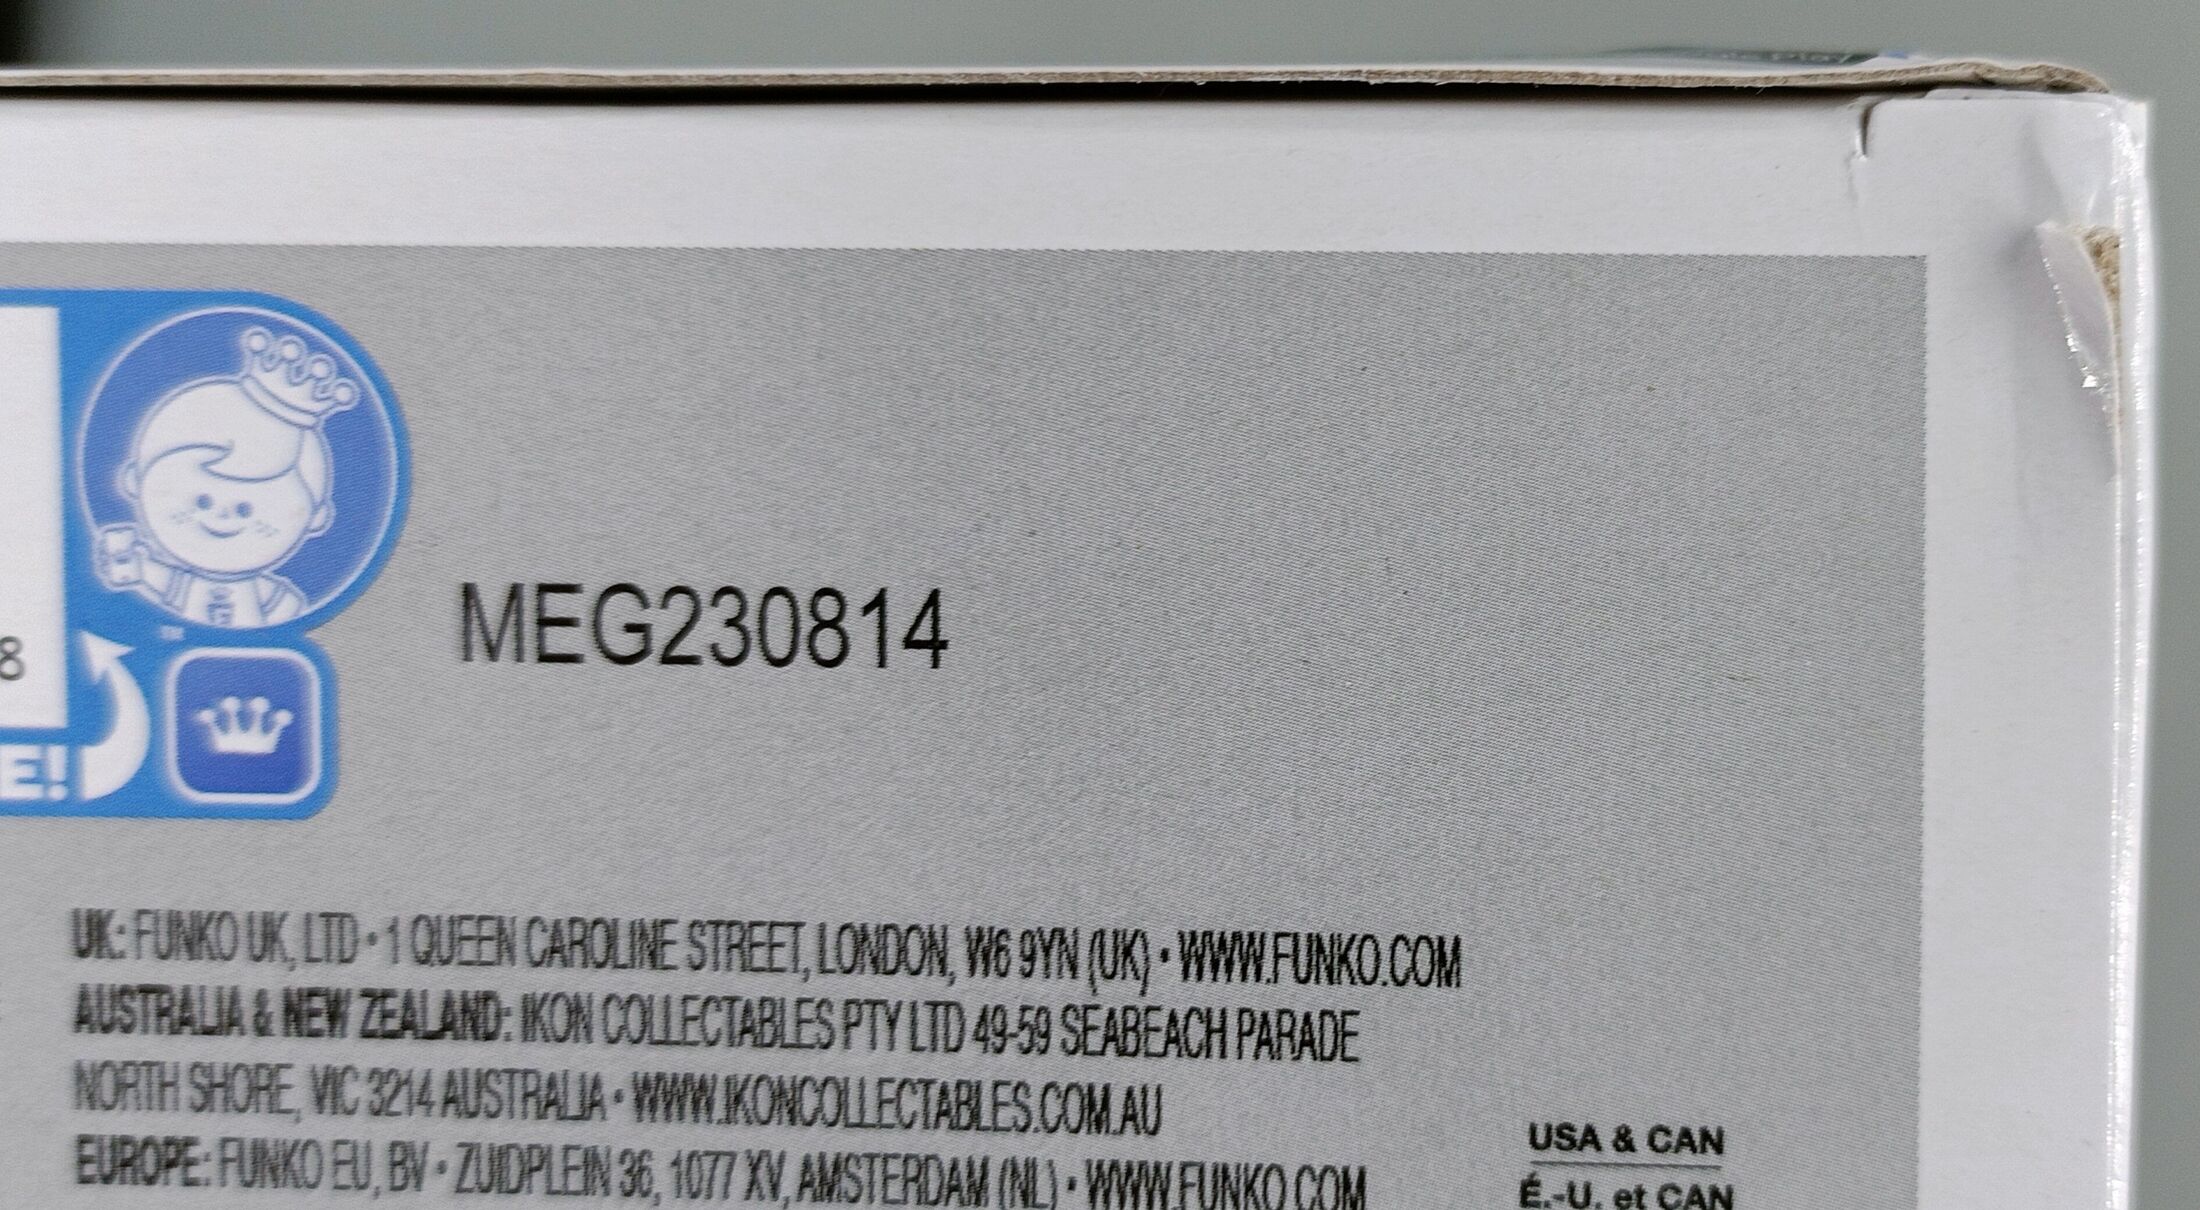 8
E!
MEG230814
UK: FUNKO UK, LTD • 1 QUEEN CAROLINE STREET, LONDON, W6 9YN (UK) • WWW.FUNKO.COM
AUSTRALIA & NEW ZEALAND: IKON COLLECTABLES PTY LTD 49-59 SEABEACH PARADE
NORTH SHORE, VIC 3214 AUSTRALIA • WWW.IKONCOLLECTABLES.COM.AU
EUROPE: FUNKO EU, BV • ZUIDPLEIN 36, 1077 XV, AMSTERDAM (NL) • WWW.FUNKO.COM
USA & CAN
É.-U. et CAN